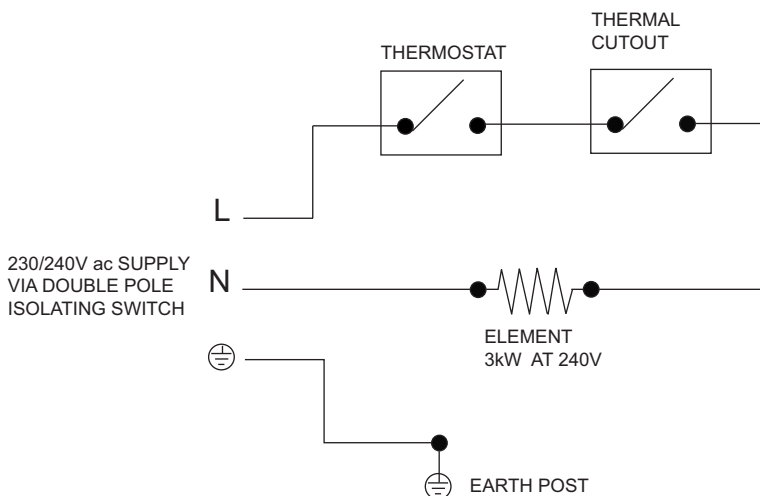 THERMAL
CUTOUT
THERMOSTAT
L
230/240V ac SUPPLY
VIA DOUBLE POLE
ISOLATING SWITCH
N
ELEMENT
3kW AT 240V
EARTH POST